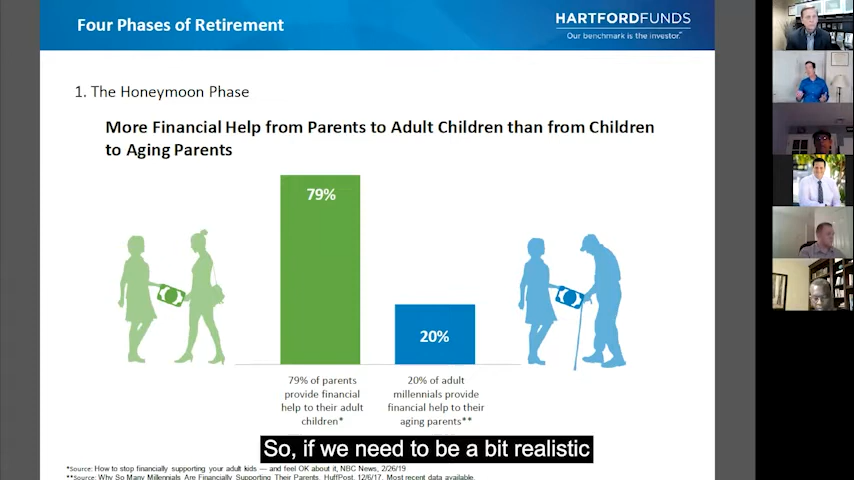 Four Phases of Retirement
HARTFORDFUNDS
Our benchmark is the investor.™
1. The Honeymoon Phase
More Financial Help from Parents to Adult Children than from Children
to Aging Parents
79%
20%
79% of parents
provide financial
help to their adult
children*
20% of adult
millennials provide
financial help to their
aging parents**
So, if we need to be a bit realistic
*Source: How to stop financially supporting your adult kids — and feel OK about it, NBC News, 2/26/19
**Source: Why So Many Millennials Are Financially Supporting Their Parents, HuffPost, 12/6/17. Most recent data available.